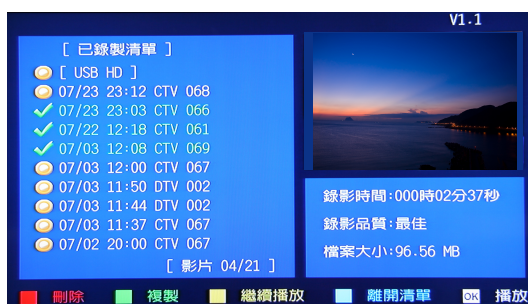 V1.1
[ 已錄製清單 ]
[ USB HD ]
07/23 23:12 CTV 068
07/23 23:03 CTV 066
07/22 12:18 CTV 061
07/03 12:08 CTV 069
07/03 12:00 CTV 067
07/03 11:50 DTV 002
07/03 11:44 DTV 002
07/03 11:37 CTV 067
07/02 20:00 CTV 067
[ 影片 04/21 ]
錄影時間:000時02分37秒
錄影品質:最佳
檔案大小:96.56 MB
刪除 複製 繼續播放 離開清單 OK 播放